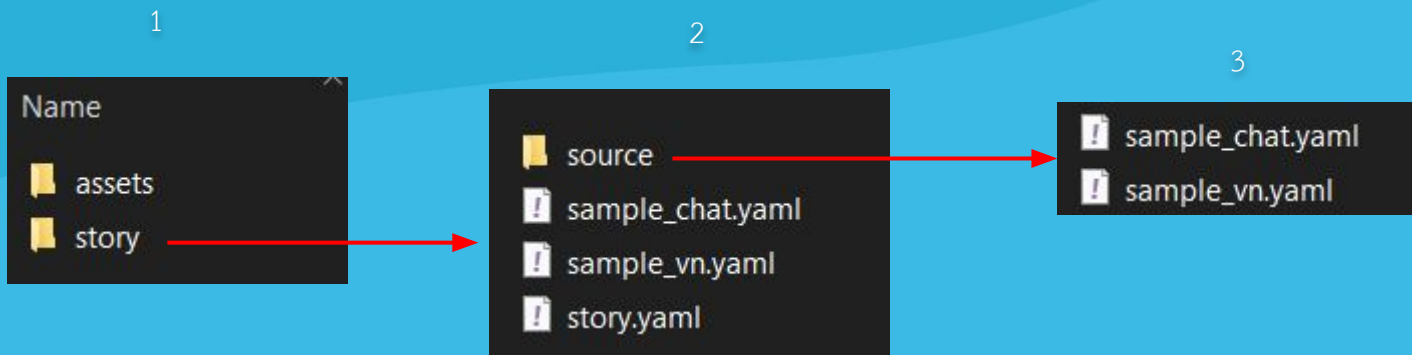 1
Name
assets
story
2
source
sample_chat.yaml
sample_vn.yaml
story.yaml
3
sample_chat.yaml
sample_vn.yaml